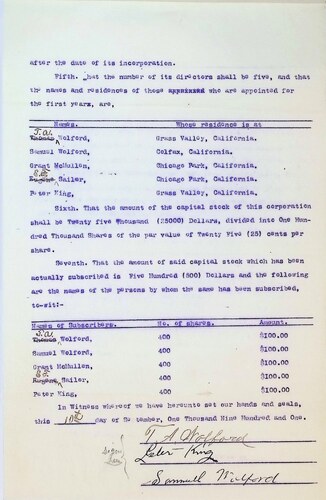 after the date of its incorporation.
Fifth. That the number of its directors shall be five, and that
the names and residences of those appointed who are appointed for
the first years, are,
Names. Whose residence is at
T.A. Wolford, Grass Valley, California.
Samuel Wolford, Colfax, California.
Grant McMullen, Chicago Park, California.
Sailer, Chicago Park, California.
Peter King, Grass Valley, California.
Sixth. That the amount of the capital stock of this corporation
shall be Twenty five Thousand (25000) Dollars, divided into One Hun
dred Thousand Shares of the par value of Twenty Five (25) cents per
share.
Seventh. That the amount of said capital stock which has been
actually subscribed is Five Hundred (500) Dollars and the following
are the names of the persons by whom the same has been subscribed,
to-wit:-
Names of Subscribers. No. of shares. Amount.
T.A. Wolford, 400 $100.00
Samuel Wolford, 400 $100.00
Grant McMullen, 400 $100.00
Sailer, 400 $100.00
Peter King, 400 $100.00
In Witness whereof we have hereunto set our hands and seals,
this day of October, One Thousand Nine Hundred and One.
T A Wolford
Peter King
Samuel Wolford